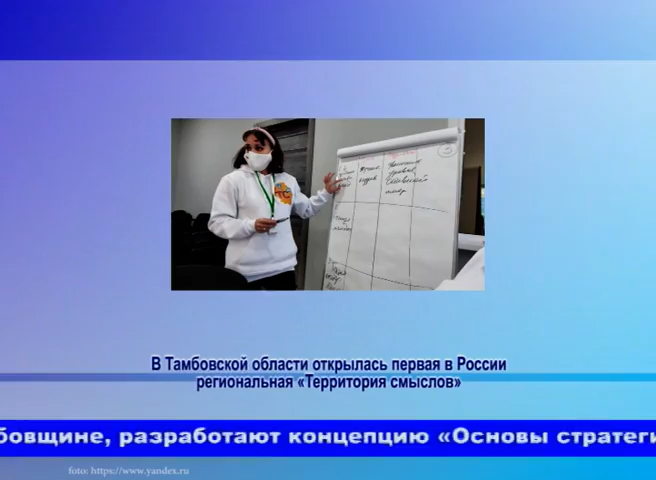 В Тамбовской области открылась первая в России
региональная «Территория смыслов»
бовщине, разработают концепцию «Основы стратеги
foto: https://www.yandex.ru